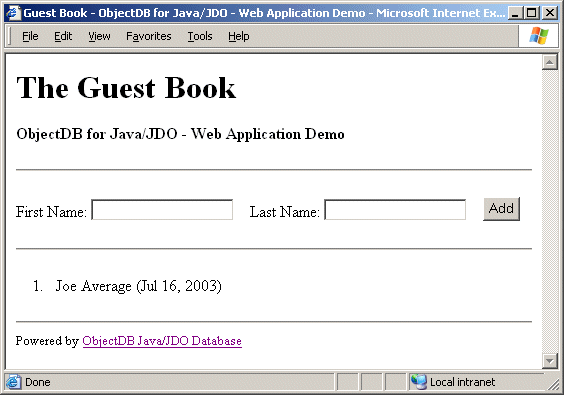 Guest Book - ObjectDB for Java/JDO - Web Application Demo - Microsoft Internet Ex...
File Edit View Favorites Tools Help
The Guest Book
ObjectDB for Java/JDO - Web Application Demo
First Name: Last Name: Add
1. Joe Average (Jul 16, 2003)
Powered by ObjectDB Java/JDO Database
Done Local intranet